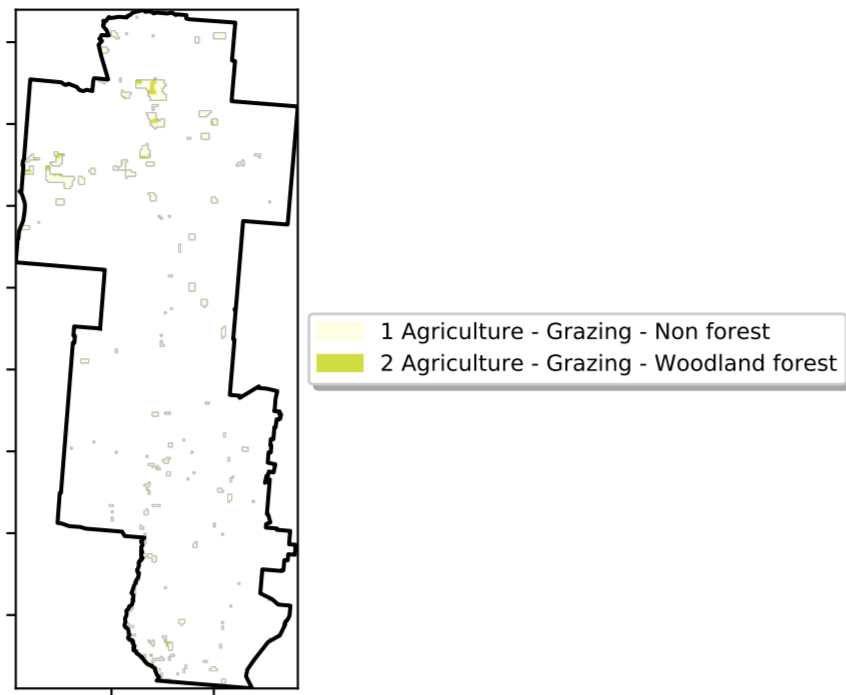 1 Agriculture - Grazing - Non forest
2 Agriculture - Grazing - Woodland forest